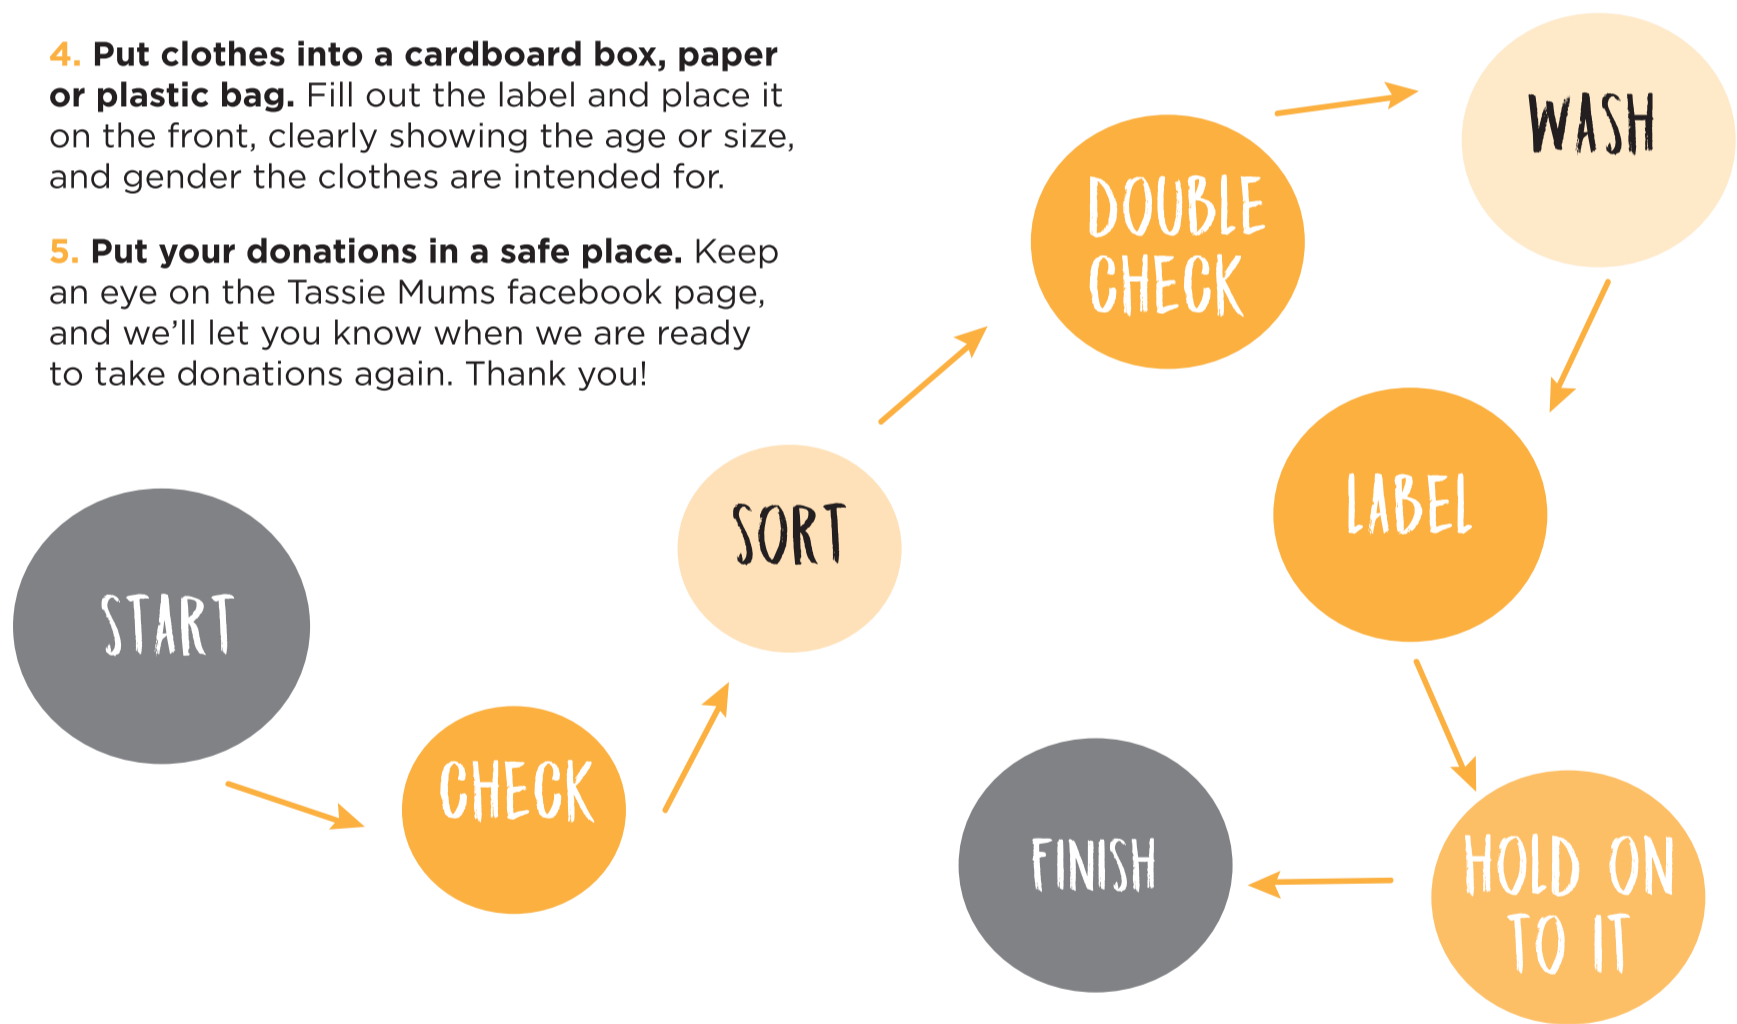 4. Put clothes into a cardboard box, paper
or plastic bag. Fill out the label and place it
on the front, clearly showing the age or size,
and gender the clothes are intended for.
5. Put your donations in a safe place. Keep
an eye on the Tassie Mums facebook page,
and we’ll let you know when we are ready
to take donations again. Thank you!
START
CHECK
SORT
DOUBLE
CHECK
WASH
LABEL
HOLD ON
TO IT
FINISH